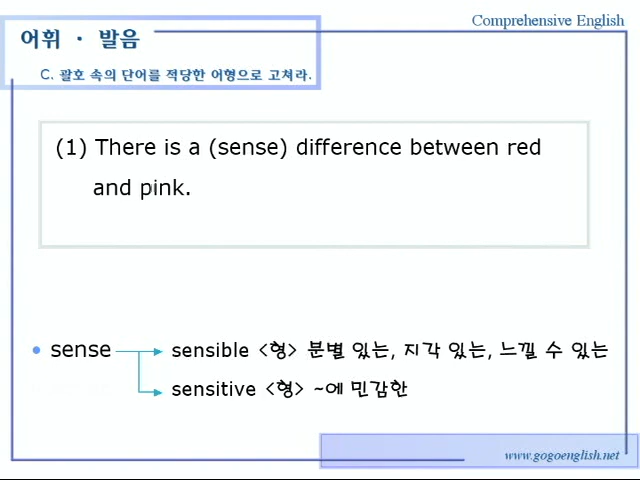 Comprehensive English
어휘 · 발음
C. 괄호 속의 단어를 적당한 어형으로 고쳐라.
(1) There is a (sense) difference between red
and pink.
• sense
sensible <형> 분별 있는, 지각 있는, 느낄 수 있는
sensitive <형> ~에 민감한
www.gogoenglish.net